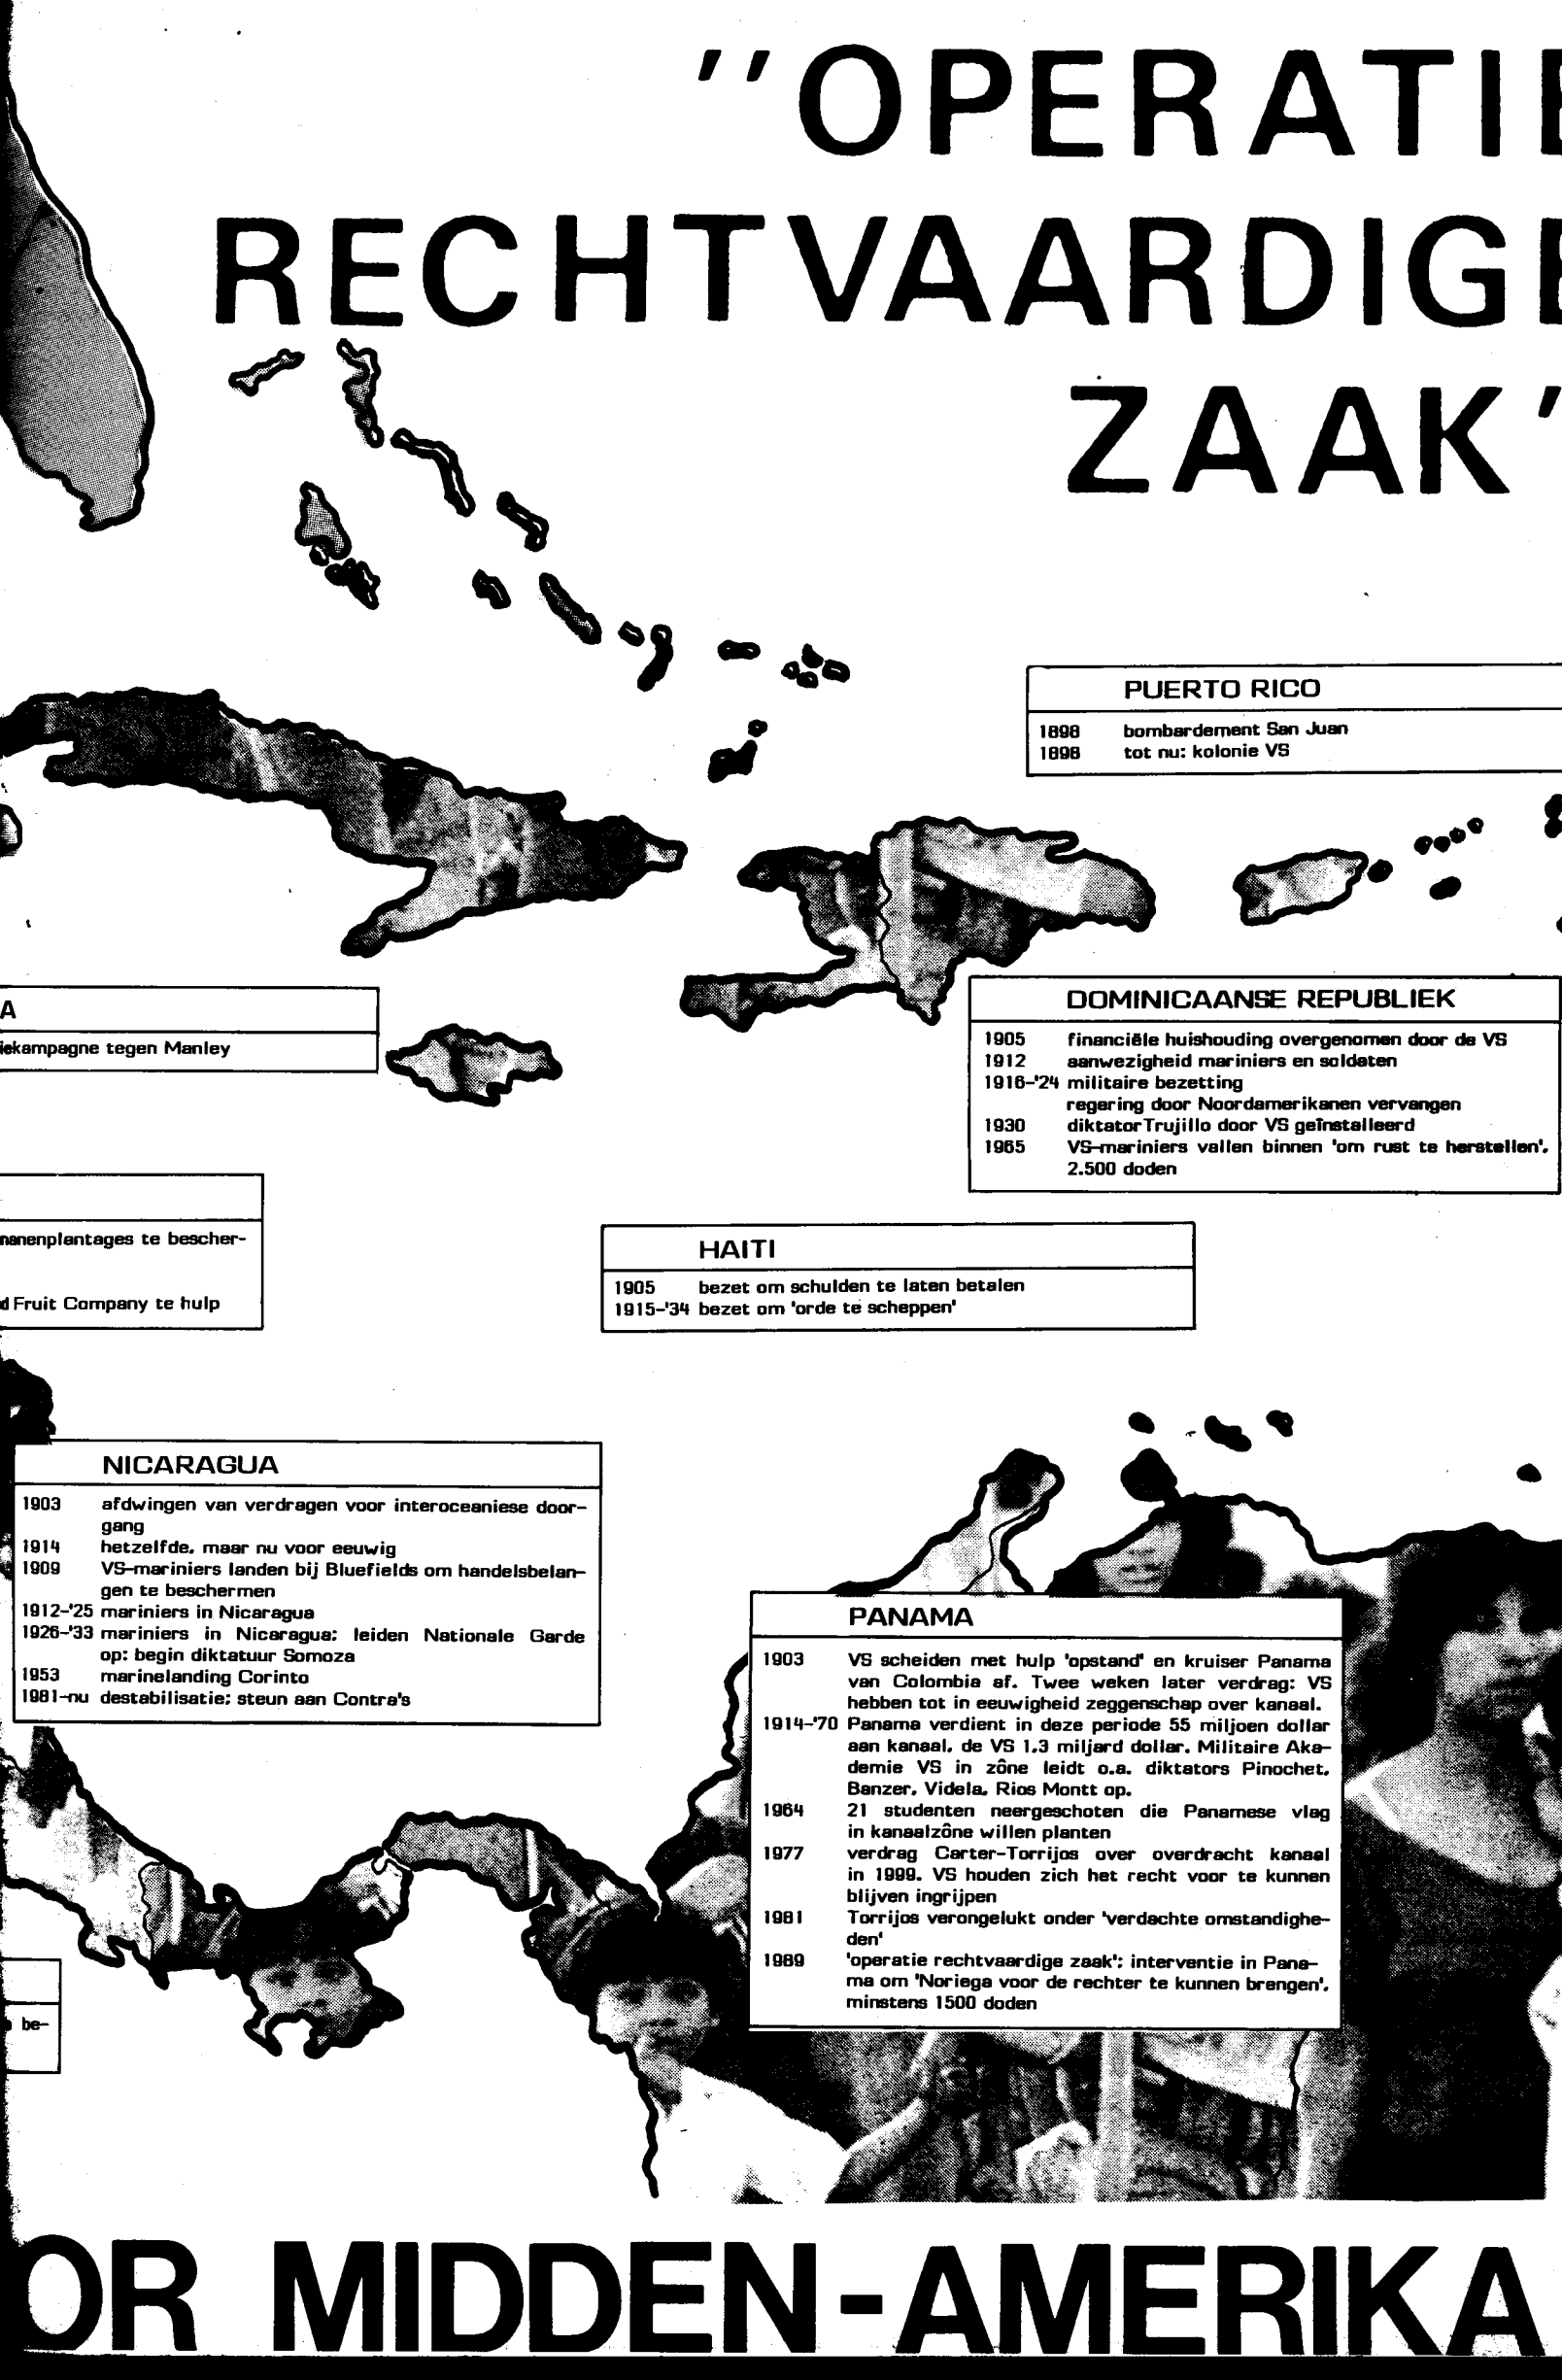 "OPERATIE
RECHTVAARDIGE
ZAAK"
PUERTO RICO
1898 bombardement San Juan
1898 tot nu: kolonie VS
DOMINICAANSE REPUBLIEK
1905 financiële huishouding overgenomen door de VS
1912 aanwezigheid mariniers en soldaten
1916-'24 militaire bezetting
regering door Noordamerikanen vervangen
1930 diktator Trujillo door VS geïnstalleerd
1965 VS-mariniers vallen binnen 'om rust te herstellen'.
2.500 doden
A
iekampagne tegen Manley
nanenplantages te bescher-
d Fruit Company te hulp
HAITI
1905 bezet om schulden te laten betalen
1915-'34 bezet om 'orde te scheppen'
NICARAGUA
1903 afdwingen van verdragen voor interoceaniese door-
gang
1914 hetzelfde, maar nu voor eeuwig
1909 VS-mariniers landen bij Bluefields om handelsbelan-
gen te beschermen
1912-'25 mariniers in Nicaragua
1926-'33 mariniers in Nicaragua; leiden Nationale Garde
op: begin diktatuur Somoza
1953 marinelanding Corinto
1981-nu destabilisatie; steun aan Contra's
PANAMA
1903 VS scheiden met hulp 'opstand' en kruiser Panama
van Colombia af. Twee weken later verdrag: VS
hebben tot in eeuwigheid zeggenschap over kanaal.
1914-'70 Panama verdient in deze periode 55 miljoen dollar
aan kanaal, de VS 1.3 miljard dollar. Militaire Aka-
demie VS in zône leidt o.a. diktators Pinochet,
Banzer, Videla, Rios Montt op.
1964 21 studenten neergeschoten die Panamese vlag
in kanaalzône willen planten
1977 verdrag Carter-Torrijos over overdracht kanaal
in 1999. VS houden zich het recht voor te kunnen
blijven ingrijpen
1981 Torrijos verongelukt onder 'verdachte omstandighe-
den'
1989 'operatie rechtvaardige zaak'; interventie in Pana-
ma om 'Noriega voor de rechter te kunnen brengen'.
minstens 1500 doden
be-
OR MIDDEN-AMERIKA